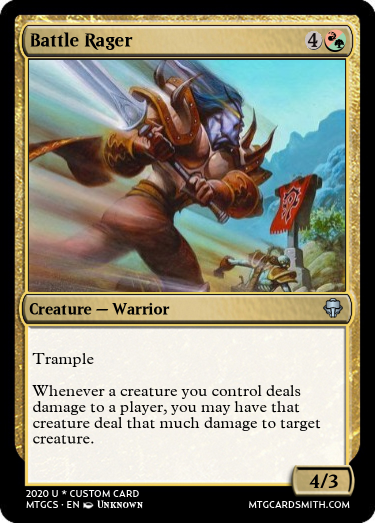 Battle Rager 4
Creature — Warrior
Trample
Whenever a creature you control deals
damage to a player, you may have that
creature deal that much damage to target
creature.
4/3
2020 U * CUSTOM CARD
MTGCS • EN Unknown
MTGCARDSMITH.COM